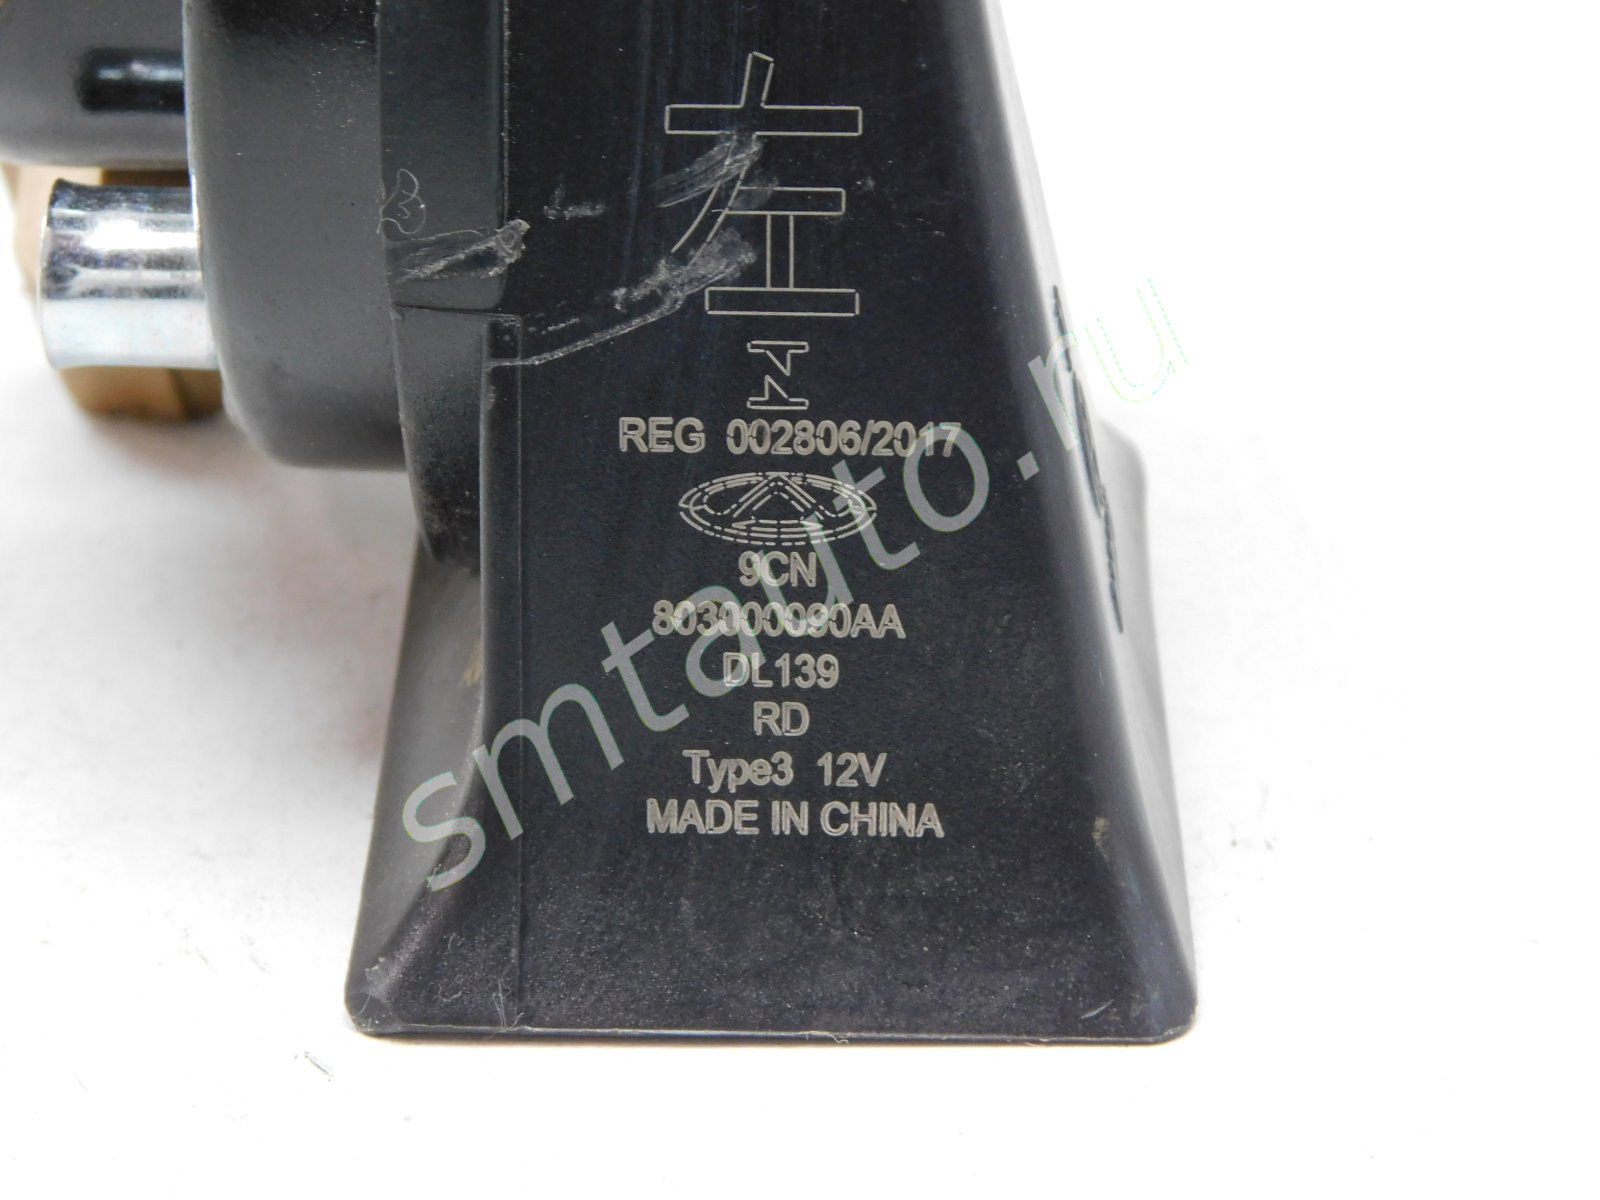 左
REG 002806/2017
9CN
803000090AA
DL139
RD
Type3 12V
MADE IN CHINA
smtauto.ru